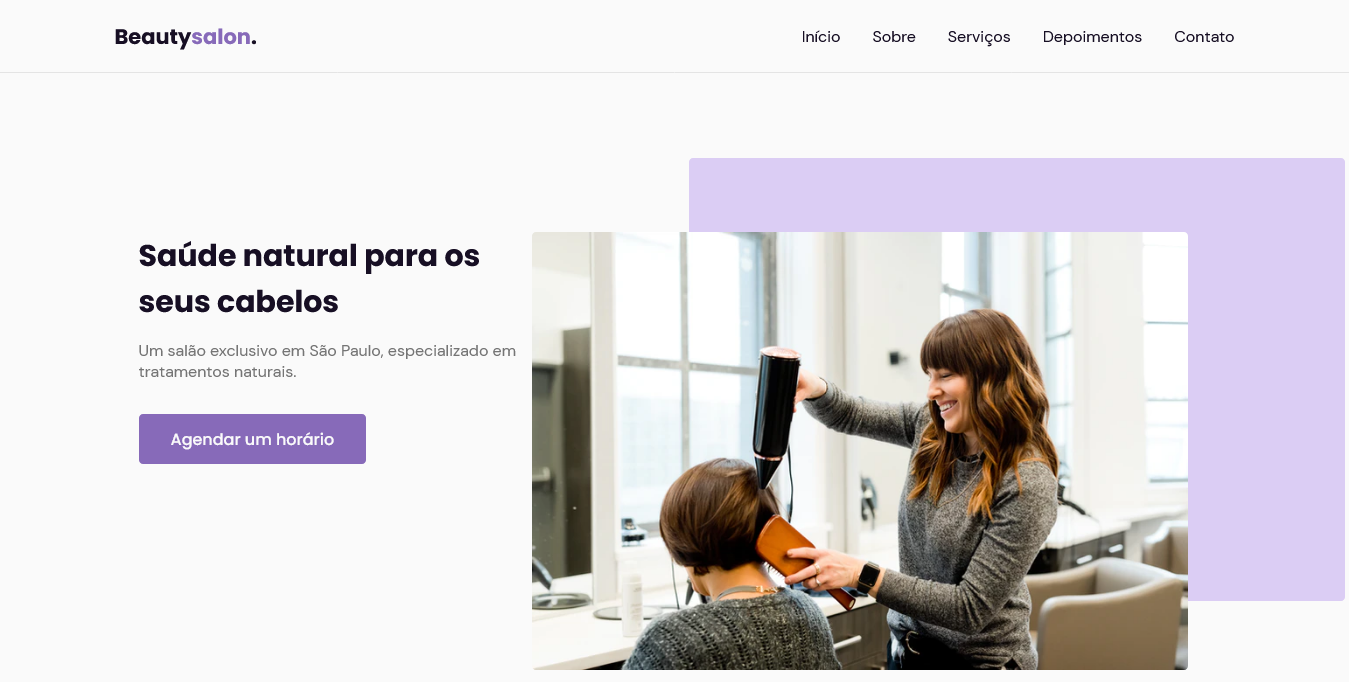 Beautysalon.
Início Sobre Serviços Depoimentos Contato
Saúde natural para os
seus cabelos
Um salão exclusivo em São Paulo, especializado em
tratamentos naturais.
Agendar um horário